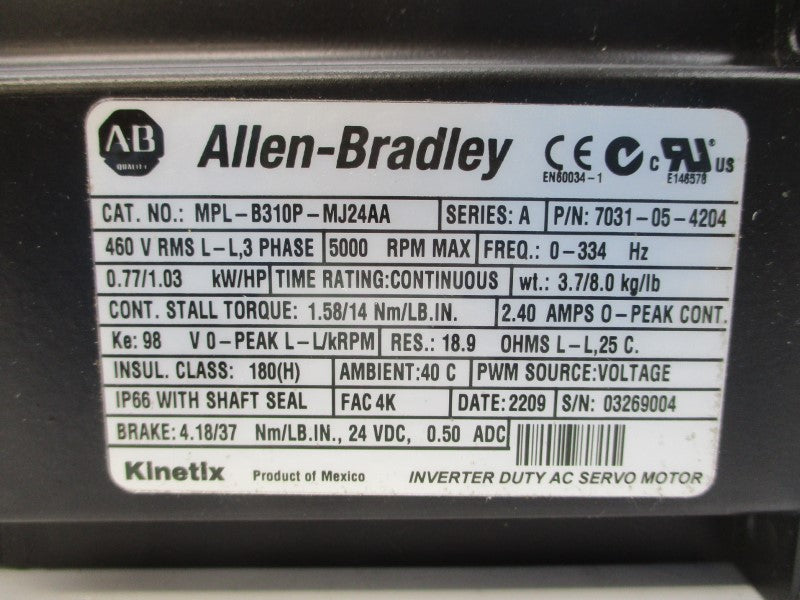 AB
QUALITY
Allen-Bradley
CE
EN60034-1
c UR® US
E146578
CAT. NO.: MPL-B310P-MJ24AA SERIES: A P/N: 7031-05-4204
460 V RMS L-L,3 PHASE 5000 RPM MAX FREQ.: 0-334 Hz
0.77/1.03 kW/HP TIME RATING:CONTINUOUS wt.: 3.7/8.0 kg/lb
CONT. STALL TORQUE: 1.58/14 Nm/LB.IN. 2.40 AMPS 0-PEAK CONT.
Ke: 98 V 0-PEAK L-L/kRPM RES.: 18.9 OHMS L-L,25 C.
INSUL. CLASS: 180(H) AMBIENT:40 C PWM SOURCE:VOLTAGE
IP66 WITH SHAFT SEAL FAC 4K DATE: 2209 S/N: 03269004
BRAKE: 4.18/37 Nm/LB.IN., 24 VDC, 0.50 ADC
Kinetix Product of Mexico INVERTER DUTY AC SERVO MOTOR